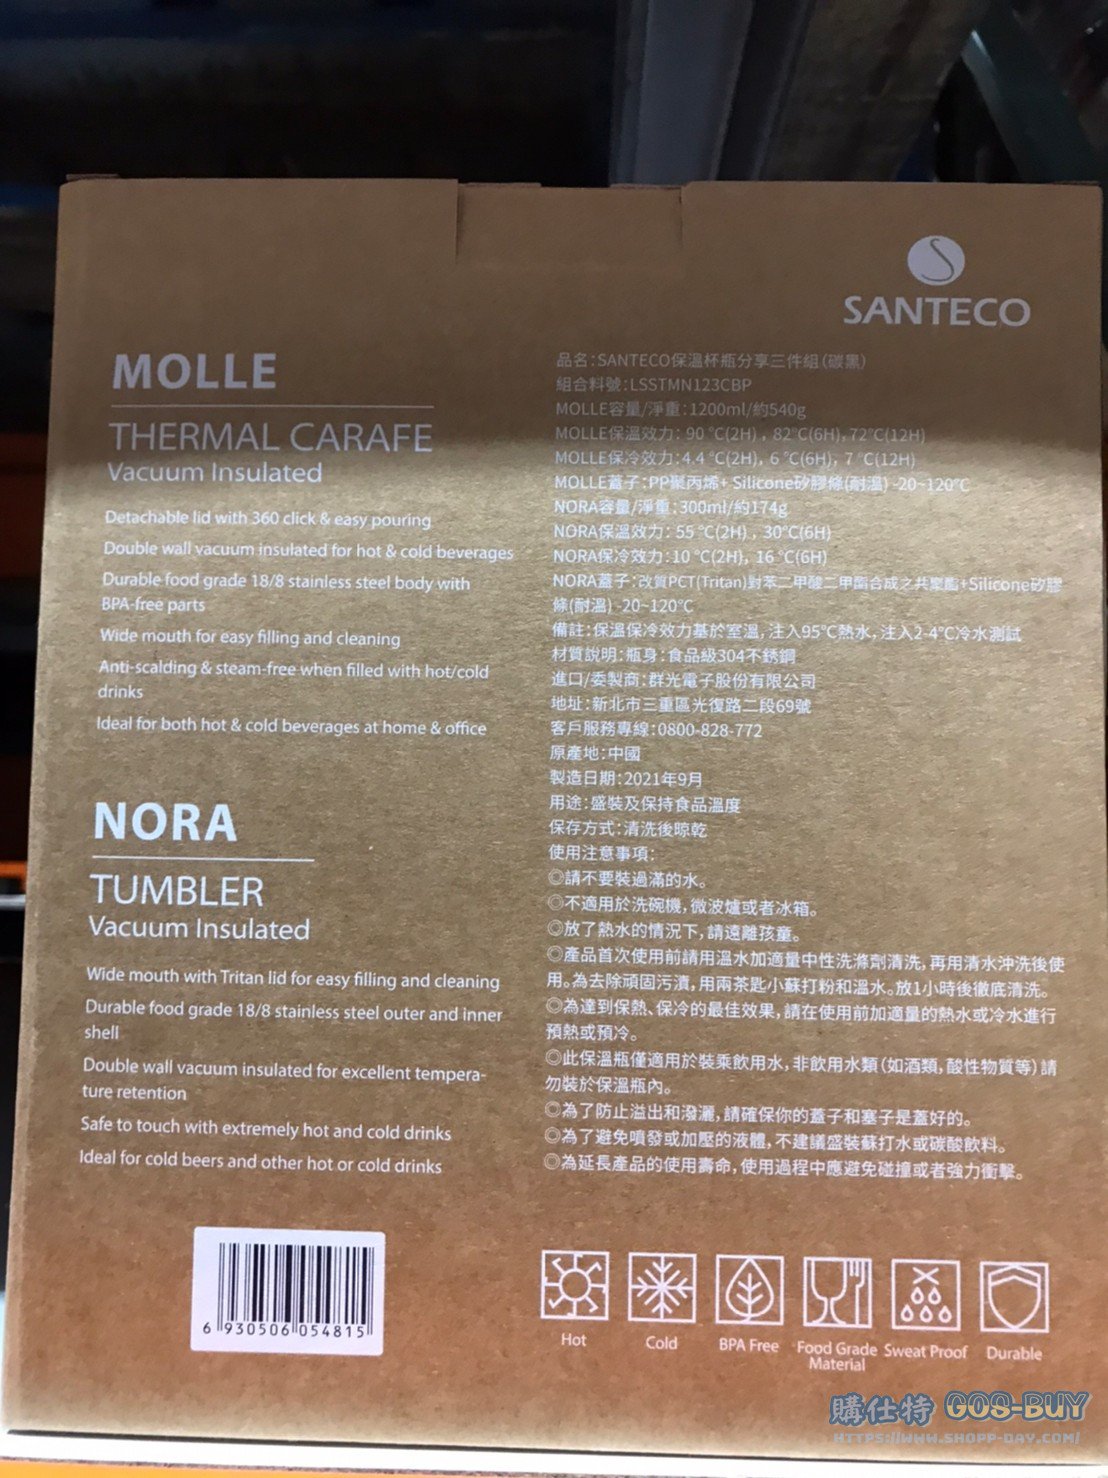 SANTECO
MOLLE
THERMAL CARAFE
Vacuum Insulated
Detachable lid with 360 click & easy pouring
Double wall vacuum insulated for hot & cold beverages
Durable food grade 18/8 stainless steel body with
BPA-free parts
Wide mouth for easy filling and cleaning
Anti-scalding & steam-free when filled with hot/cold
drinks
Ideal for both hot & cold beverages at home & office
NORA
TUMBLER
Vacuum Insulated
Wide mouth with Tritan lid for easy filling and cleaning
Durable food grade 18/8 stainless steel outer and inner
shell
Double wall vacuum insulated for excellent tempera-
ture retention
Safe to touch with extremely hot and cold drinks
Ideal for cold beers and other hot or cold drinks
品名:SANTECO保溫杯瓶分享三件組(碳黑)
組合料號:LSSTMN123CBP
MOLLE容量/淨重:1200ml/約540g
MOLLE保溫效力: 90 °C(2H) , 82°C(6H),72°C(12H)
MOLLE保冷效力:4.4 °C(2H), 6 °C(6H), 7 °C(12H)
MOLLE蓋子:PP聚丙烯+ Silicone矽膠條(耐溫) -20~120°C
NORA容量/淨重:300ml/約174g
NORA保溫效力: 55 °C(2H) , 30°C(6H)
NORA保冷效力:10 °C(2H), 16 °C(6H)
NORA蓋子:改質PCT(Tritan)對苯二甲酸二甲酯合成之共聚酯+Silicone矽膠
條(耐溫) -20~120°C
備註:保溫保冷效力基於室溫,注入95°C熱水,注入2-4°C冷水測試
材質說明:瓶身:食品級304不銹鋼
進口/委製商:群光電子股份有限公司
地址:新北市三重區光復路二段69號
客戶服務專線:0800-828-772
原產地:中國
製造日期:2021年9月
用途:盛裝及保持食品溫度
保存方式:清洗後晾乾
使用注意事項:
◎請不要裝過滿的水。
◎不適用於洗碗機,微波爐或者冰箱。
◎放了熱水的情況下,請遠離孩童。
◎產品首次使用前請用溫水加適量中性洗滌劑清洗,再用清水沖洗後使
用。為去除頑固污漬,用兩茶匙小蘇打粉和溫水。放1小時後徹底清洗。
◎為達到保熱、保冷的最佳效果,請在使用前加適量的熱水或冷水進行
預熱或預冷。
◎此保溫瓶僅適用於裝乘飲用水,非飲用水類(如酒類,酸性物質等)請
勿裝於保溫瓶內。
◎為了防止溢出和潑灑,請確保你的蓋子和塞子是蓋好的。
◎為了避免噴發或加壓的液體,不建議盛裝蘇打水或碳酸飲料。
◎為延長產品的使用壽命,使用過程中應避免碰撞或者強力衝擊。
6 930506 054815
Hot
Cold
BPA Free
Food Grade
Material
Sweat Proof
Durable
購仕特 GOS-BUY
HTTPS://WWW.SHOPP-DAY.COM/